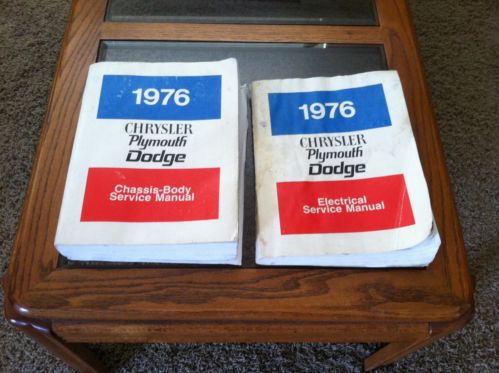 1976
CHRYSLER
Plymouth
Dodge
Chassis-Body
Service Manual
1976
CHRYSLER
Plymouth
Dodge
Electrical
Service Manual